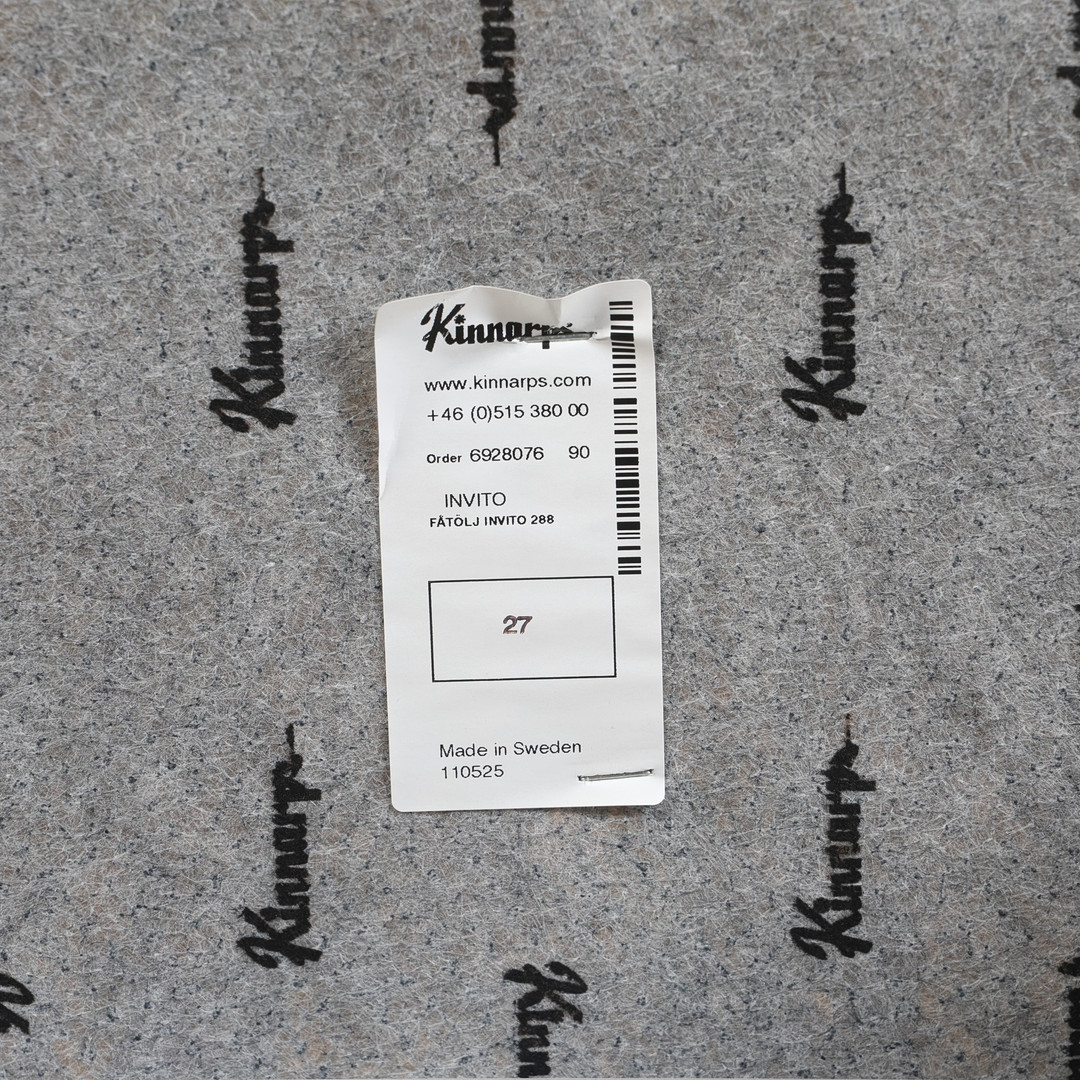 Kinnarps
www.kinnarps.com
+46 (0)515 380 00
Order 6928076 90
INVITO
FÅTÖLJ INVITO 288
27
Made in Sweden
110525
Kinnarps
Kinnarps
Kinnarps
Kinnarps